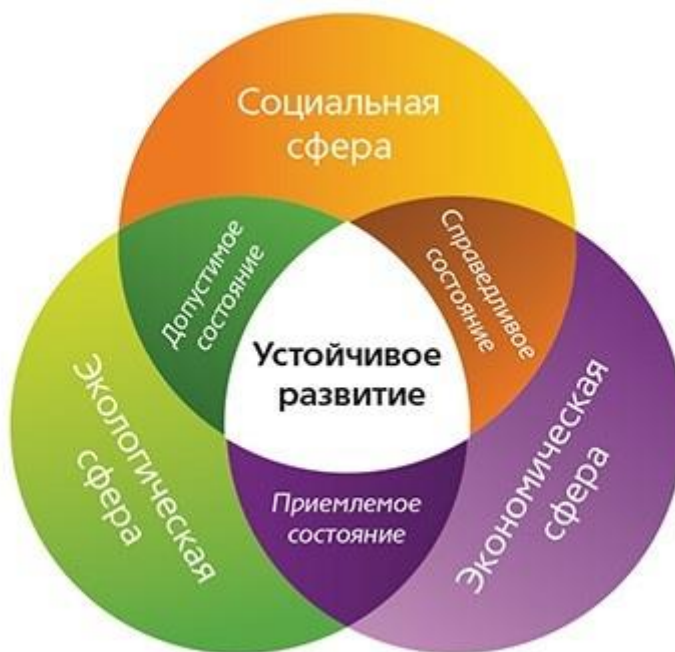 Социальная
сфера
Допустимое
состояние
Справедливое
состояние
Устойчивое
развитие
Экологическая
сфера
Приемлемое
состояние
Экономическая
сфера